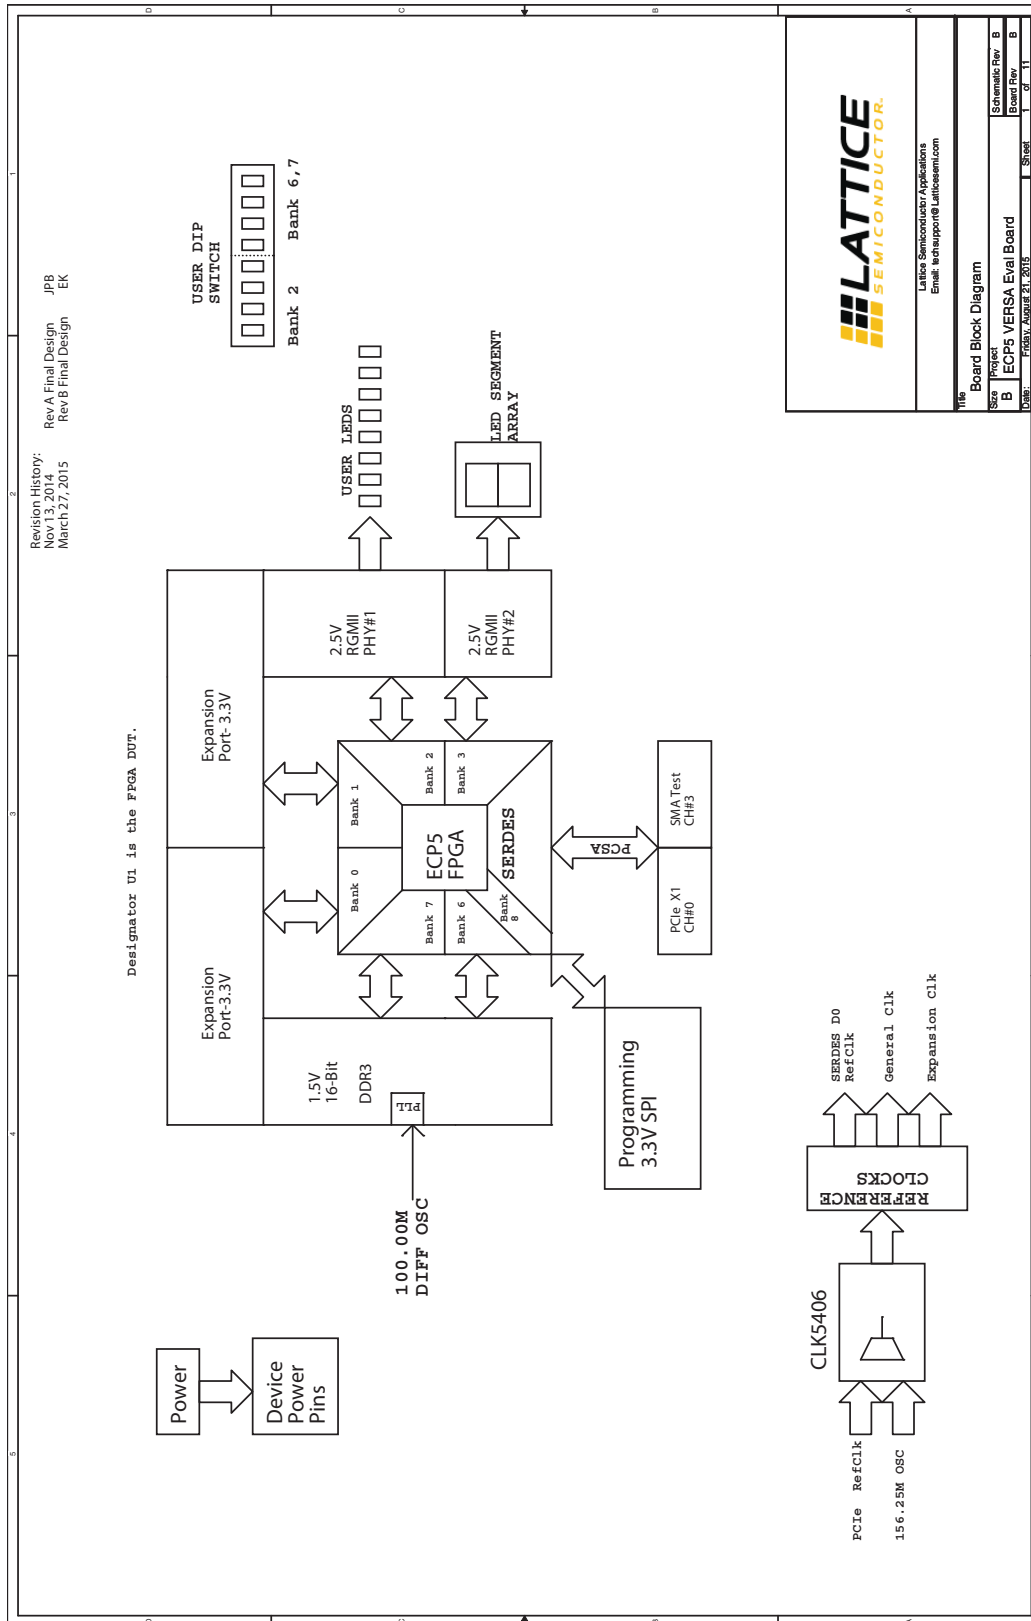 Revision History:
Nov 13, 2014 Rev A Final Design JPB
March 27, 2015 Rev B Final Design EK
Designator U1 is the FPGA DUT.
Power
Device
Power
Pins
Expansion
Port-3.3V
Expansion
Port- 3.3V
USER DIP
SWITCH
Bank 2 Bank 6,7
USER LEDS
LED SEGMENT
ARRAY
1.5V
16-Bit
DDR3
PLL
100.00M
DIFF OSC
2.5V
RGMII
PHY#1
2.5V
RGMII
PHY#2
Bank 0
Bank 1
Bank 7
Bank 2
Bank 6
Bank 3
Bank
8
ECP5
FPGA
SERDES
PCSA
Programming
3.3V SPI
PCIe X1
CH#0
SMA Test
CH#3
CLK5406
PCIe RefClk
156.25M OSC
REFERENCE
CLOCKS
SERDES D0
RefClk
General Clk
Expansion Clk
LATTICE
SEMICONDUCTOR
Lattice Semiconductor Applications
Email: techsupport@Latticesemi.com
Title
Board Block Diagram
Size Project Schematic Rev B
B ECP5 VERSA Eval Board Board Rev B
Date: Friday, August 21, 2015 Sheet 1 of 11
5
4
3
2
1
D
C
B
A